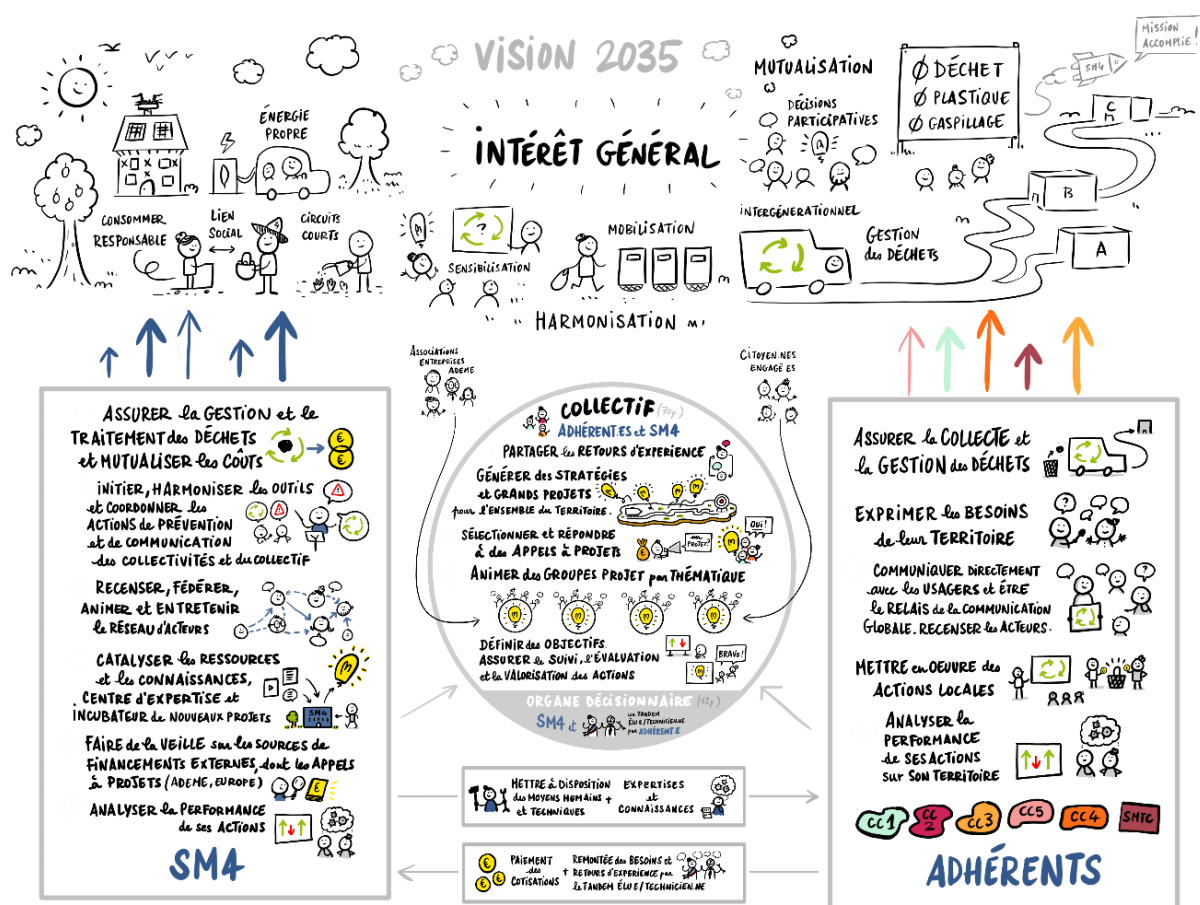 VISION 2035
MISSION
ACCOMPLIE !
SM4
MUTUALISATION
DÉCISIONS
PARTICIPATIVES
Ø DÉCHET
Ø PLASTIQUE
Ø GASPILLAGE
ÉNERGIE
PROPRE
INTÉRÊT GÉNÉRAL
C
B
A
CONSOMMER
RESPONSABLE
LIEN
SOCIAL
CIRCUITS
COURTS
?
SENSIBILISATION
MOBILISATION
INTERGÉNERATIONNEL
GESTION
des DÉCHETS
HARMONISATION
ASSOCIATIONS
ENTREPRISES
ADEME
CITOYEN.NES
ENGAGÉ ES
ASSURER la GESTION et le
TRAITEMENT des DÉCHETS
et MUTUALISER les COÛTS
€
€
INITIER, HARMONISER les OUTILS
et COORDONNER les
ACTIONS de PRÉVENTION
et de COMMUNICATION
des COLLECTIVITÉS et du COLLECTIF
RECENSER, FÉDÉRER,
ANIMER et ENTRETENIR
le RÉSEAU d'ACTEURS
CATALYSER les RESSOURCES
et les CONNAISSANCES,
CENTRE d'EXPERTISE et
INCUBATEUR de NOUVEAUX PROJETS
SM4
FAIRE de la VEILLE sur les SOURCES de
FINANCEMENTS EXTERNES, dont les APPELS
à PROJETS (ADEME, EUROPE)
€
ANALYSER la PERFORMANCE
de ses ACTIONS
SM4
COLLECTIF (70p.)
ADHÉRENT.ES et SM4
PARTAGER les RETOURS d'EXPERIENCE
GÉNÉRER des STRATÉGIES
et GRANDS PROJETS
pour l'ENSEMBLE du TERRITOIRE.
SÉLECTIONNER et RÉPONDRE
à des APPELS à PROJETS
PROJET?
OUI !
ANIMER des GROUPES PROJET par THÉMATIQUE
DÉFINIR des OBJECTIFS.
ASSURER le SUIVI, l'ÉVALUATION
et la VALORISATION des ACTIONS
BRAVO !
ORGANE DÉCISIONNAIRE (12p.)
SM4 et
un TANDEM
ÉLU E/TECHNICIEN.NE
par ADHÉRENT.E
METTRE à DISPOSITION
des MOYENS HUMAINS +
et TECHNIQUES
EXPERTISES
et
CONNAISSANCES
€
€
€
PAIEMENT
des
COTISATIONS
+
REMONTÉE des BESOINS et
RETOURS d'EXPERIENCE par
le TANDEM ÉLU E/TECHNICIEN.NE
ASSURER la COLLECTE et
la GESTION des DÉCHETS
EXPRIMER les BESOINS
de leur TERRITOIRE
?
COMMUNIQUER DIRECTEMENT
avec les USAGERS et ÊTRE
le RELAIS de la COMMUNICATION
GLOBALE. RECENSER les ACTEURS.
?
METTRE en OEUVRE des
ACTIONS LOCALES
ANALYSER la
PERFORMANCE
de SES ACTIONS
sur SON TERRITOIRE
CC1
CC2
CC3
CC5
CC4
SMTC
ADHÉRENTS